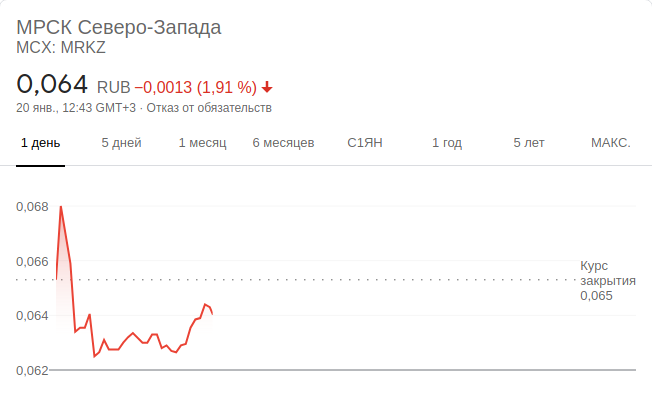 МРСК Северо-Запада
MCX: MRKZ
0,064 RUB −0,0013 (1,91 %)
20 янв., 12:43 GMT+3 · Отказ от обязательств
1 день 5 дней 1 месяц 6 месяцев С1ЯН 1 год 5 лет МАКС.
0,068
0,066
Курс
закрытия
0,065
0,064
0,062